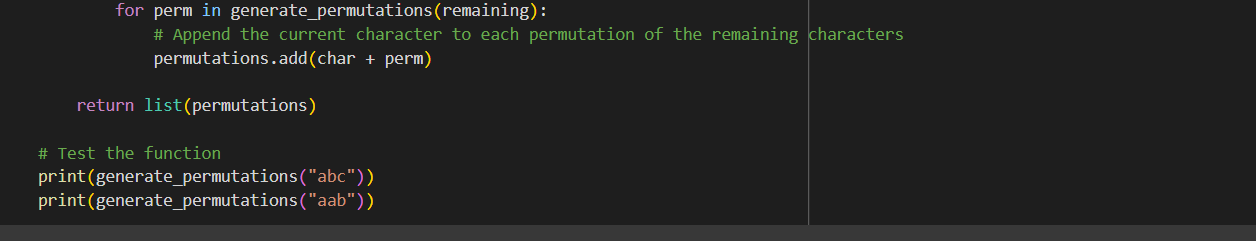 for perm in generate_permutations(remaining):
# Append the current character to each permutation of the remaining characters
permutations.add(char + perm)
return list(permutations)
# Test the function
print(generate_permutations("abc"))
print(generate_permutations("aab"))